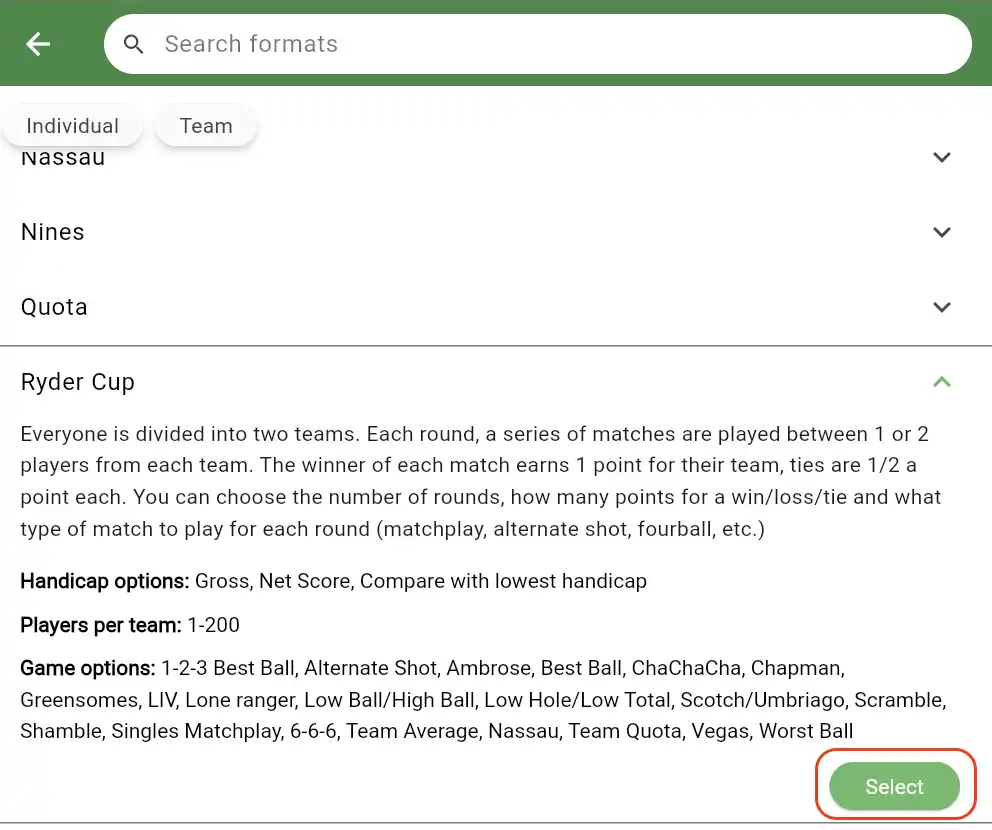 Search formats
Individual
Team
Nassau
Nines
Quota
Ryder Cup
Everyone is divided into two teams. Each round, a series of matches are played between 1 or 2
players from each team. The winner of each match earns 1 point for their team, ties are 1/2 a
point each. You can choose the number of rounds, how many points for a win/loss/tie and what
type of match to play for each round (matchplay, alternate shot, fourball, etc.)
Handicap options: Gross, Net Score, Compare with lowest handicap
Players per team: 1-200
Game options: 1-2-3 Best Ball, Alternate Shot, Ambrose, Best Ball, ChaChaCha, Chapman,
Greensomes, LIV, Lone ranger, Low Ball/High Ball, Low Hole/Low Total, Scotch/Umbriago, Scramble,
Shamble, Singles Matchplay, 6-6-6, Team Average, Nassau, Team Quota, Vegas, Worst Ball
Select